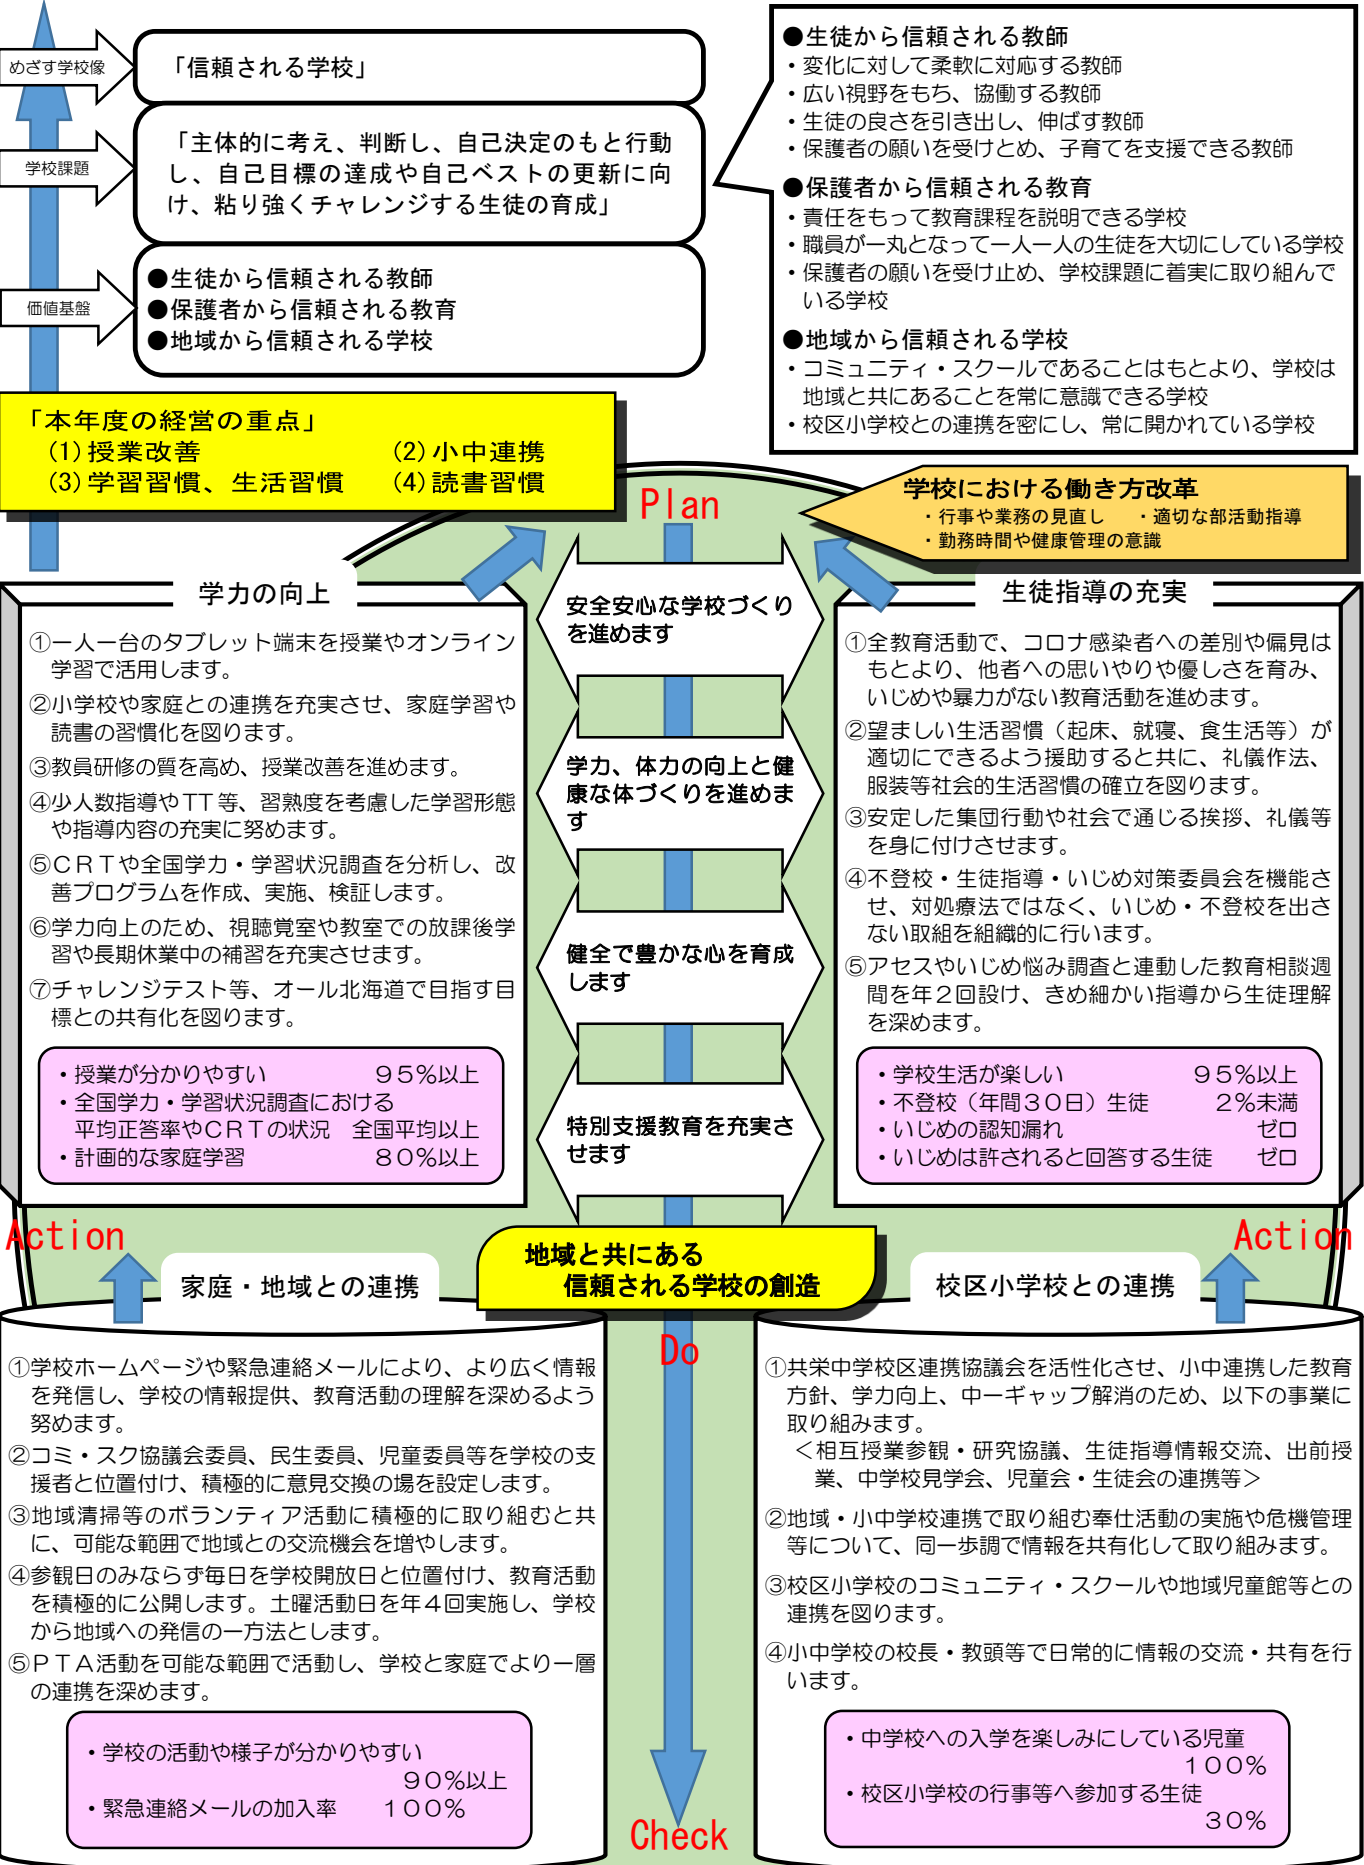 めざす学校像
「信頼される学校」
学校課題
「主体的に考え、判断し、自己決定のもと行動
し、自己目標の達成や自己ベストの更新に向
け、粘り強くチャレンジする生徒の育成」
価値基盤
●生徒から信頼される教師
●保護者から信頼される教育
●地域から信頼される学校
●生徒から信頼される教師
・変化に対して柔軟に対応する教師
・広い視野をもち、協働する教師
・生徒の良さを引き出し、伸ばす教師
・保護者の願いを受けとめ、子育てを支援できる教師
●保護者から信頼される教育
・責任をもって教育課程を説明できる学校
・職員が一丸となって一人一人の生徒を大切にしている学校
・保護者の願いを受け止め、学校課題に着実に取り組んで
いる学校
●地域から信頼される学校
・コミュニティ・スクールであることはもとより、学校は
地域と共にあることを常に意識できる学校
・校区小学校との連携を密にし、常に開かれている学校
「本年度の経営の重点」
(1)授業改善 (2)小中連携
(3)学習習慣、生活習慣 (4)読書習慣
Plan
学校における働き方改革
・行事や業務の見直し ・適切な部活動指導
・勤務時間や健康管理の意識
学力の向上
①一人一台のタブレット端末を授業やオンライン
学習で活用します。
②小学校や家庭との連携を充実させ、家庭学習や
読書の習慣化を図ります。
③教員研修の質を高め、授業改善を進めます。
④少人数指導やTT等、習熟度を考慮した学習形態
や指導内容の充実に努めます。
⑤CRTや全国学力・学習状況調査を分析し、改
善プログラムを作成、実施、検証します。
⑥学力向上のため、視聴覚室や教室での放課後学
習や長期休業中の補習を充実させます。
⑦チャレンジテスト等、オール北海道で目指す目
標との共有化を図ります。
・授業が分かりやすい 95%以上
・全国学力・学習状況調査における
平均正答率やCRTの状況 全国平均以上
・計画的な家庭学習 80%以上
安全安心な学校づくり
を進めます
学力、体力の向上と健
康な体づくりを進めま
す
健全で豊かな心を育成
します
特別支援教育を充実さ
せます
生徒指導の充実
①全教育活動で、コロナ感染者への差別や偏見は
もとより、他者への思いやりや優しさを育み、
いじめや暴力がない教育活動を進めます。
②望ましい生活習慣（起床、就寝、食生活等）が
適切にできるよう援助すると共に、礼儀作法、
服装等社会的生活習慣の確立を図ります。
③安定した集団行動や社会で通じる挨拶、礼儀等
を身に付けさせます。
④不登校・生徒指導・いじめ対策委員会を機能さ
せ、対処療法ではなく、いじめ・不登校を出さ
ない取組を組織的に行います。
⑤アセスやいじめ悩み調査と連動した教育相談週
間を年2回設け、きめ細かい指導から生徒理解
を深めます。
・学校生活が楽しい 95%以上
・不登校（年間30日）生徒 2%未満
・いじめの認知漏れ ゼロ
・いじめは許されると回答する生徒 ゼロ
Action
Action
地域と共にある
信頼される学校の創造
Do
家庭・地域との連携
①学校ホームページや緊急連絡メールにより、より広く情報
を発信し、学校の情報提供、教育活動の理解を深めるよう
努めます。
②コミ・スク協議会委員、民生委員、児童委員等を学校の支
援者と位置付け、積極的に意見交換の場を設定します。
③地域清掃等のボランティア活動に積極的に取り組むと共
に、可能な範囲で地域との交流機会を増やします。
④参観日のみならず毎日を学校開放日と位置付け、教育活動
を積極的に公開します。土曜活動日を年4回実施し、学校
から地域への発信の一方法とします。
⑤PTA活動を可能な範囲で活動し、学校と家庭でより一層
の連携を深めます。
・学校の活動や様子が分かりやすい
90%以上
・緊急連絡メールの加入率 100%
校区小学校との連携
①共栄中学校区連携協議会を活性化させ、小中連携した教育
方針、学力向上、中一ギャップ解消のため、以下の事業に
取り組みます。
＜相互授業参観・研究協議、生徒指導情報交流、出前授
業、中学校見学会、児童会・生徒会の連携等＞
②地域・小中学校連携で取り組む奉仕活動の実施や危機管理
等について、同一歩調で情報を共有化して取り組みます。
③校区小学校のコミュニティ・スクールや地域児童館等との
連携を図ります。
④小中学校の校長・教頭等で日常的に情報の交流・共有を行
います。
・中学校への入学を楽しみにしている児童
100%
・校区小学校の行事等へ参加する生徒
30%
Check